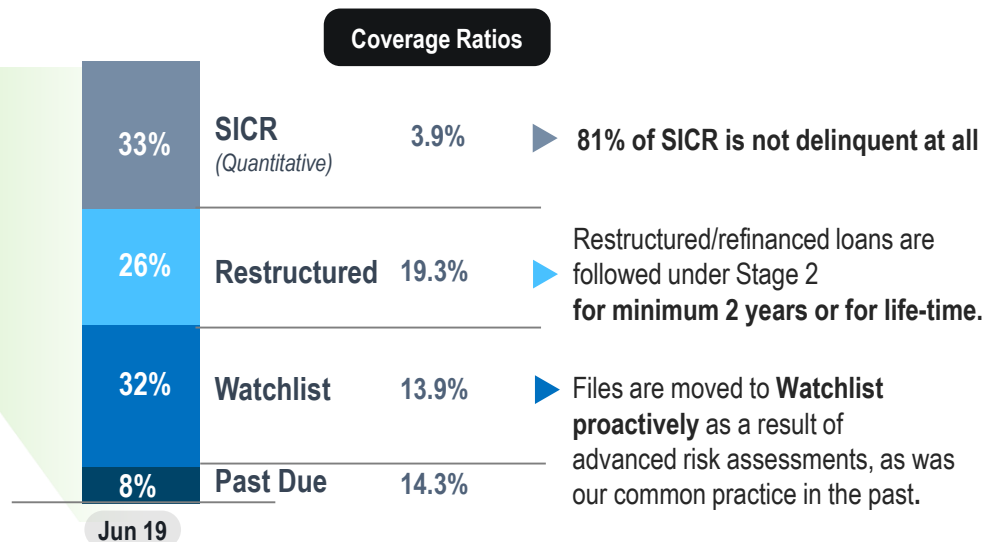 Coverage Ratios
33%
SICR
(Quantitative)
3.9%
81% of SICR is not delinquent at all
26%
Restructured
19.3%
Restructured/refinanced loans are
followed under Stage 2
for minimum 2 years or for life-time.
32%
Watchlist
13.9%
Files are moved to Watchlist
proactively as a result of
advanced risk assessments, as was
our common practice in the past.
8%
Past Due
14.3%
Jun 19